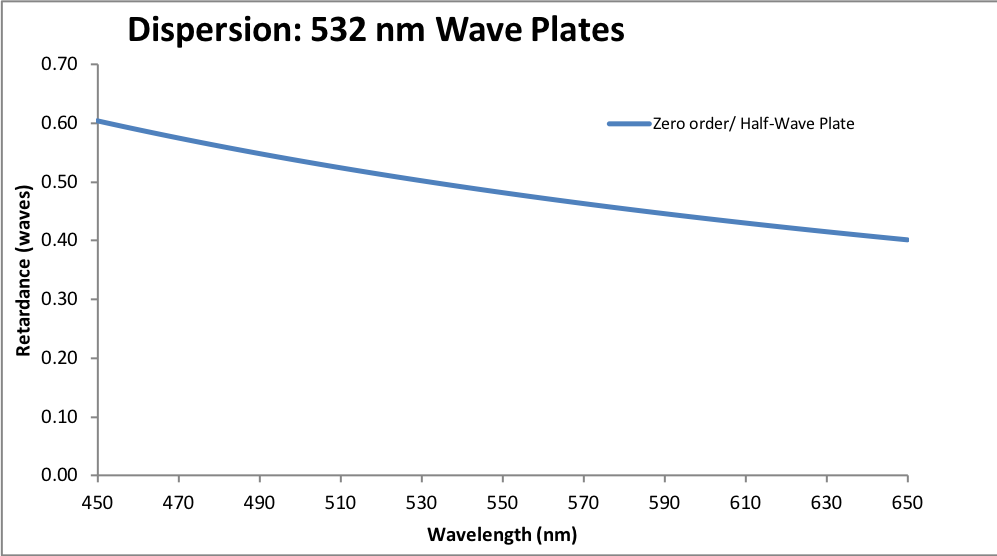 Dispersion: 532 nm Wave Plates
0.70
0.60
0.50
0.40
0.30
0.20
0.10
0.00
Retardance (waves)
Zero order/ Half-Wave Plate
450 470 490 510 530 550 570 590 610 630 650
Wavelength (nm)